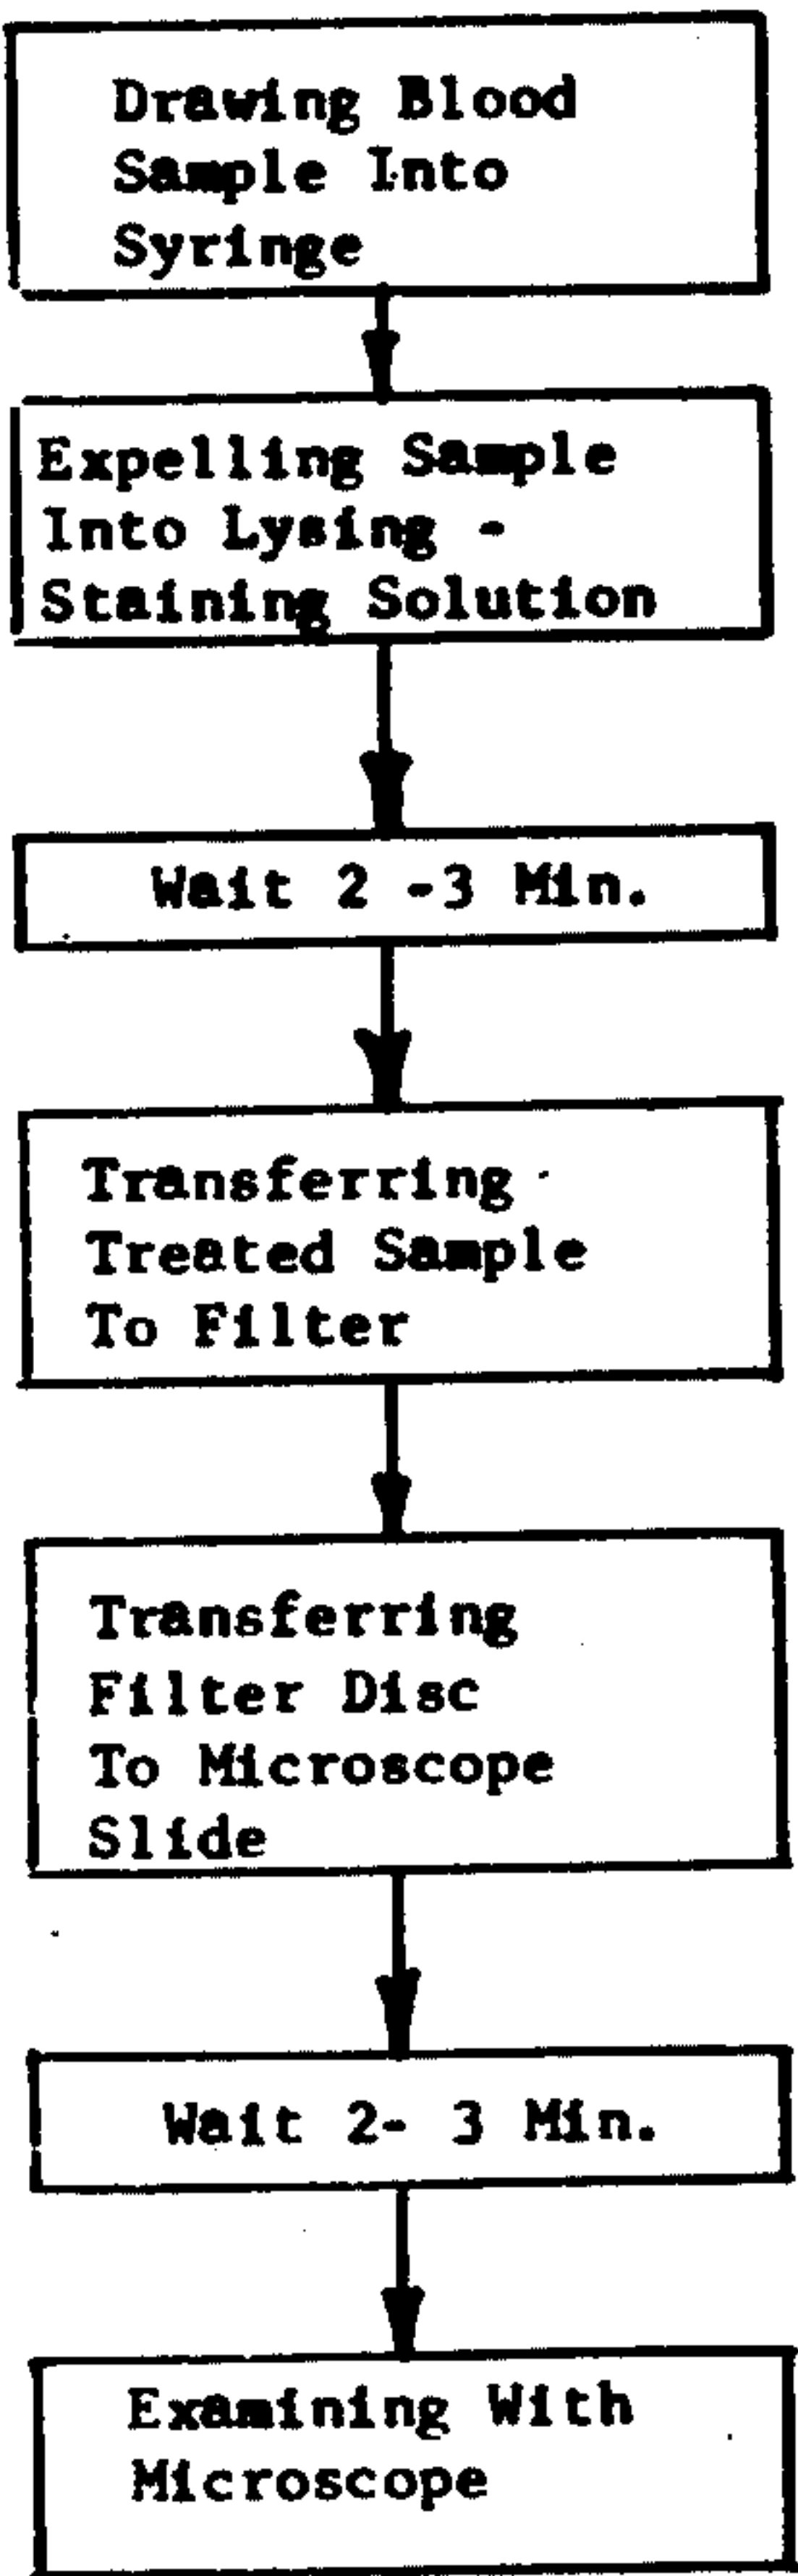 Drawing Blood
Sample Into
Syringe
Expelling Sample
Into Lysing -
Staining Solution
Wait 2 -3 Min.
Transferring
Treated Sample
To Filter
Transferring
Filter Disc
To Microscope
Slide
Wait 2- 3 Min.
Examining With
Microscope